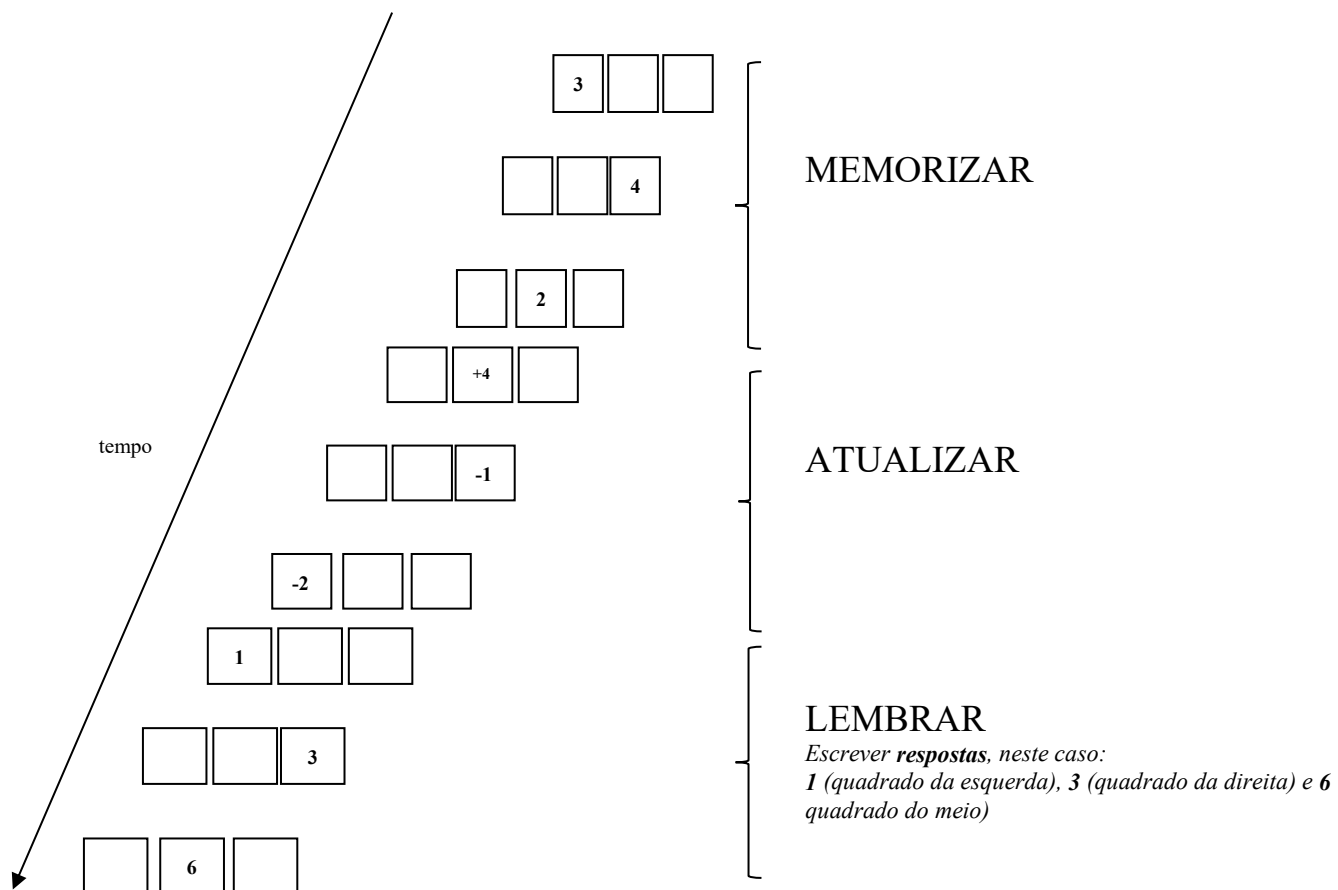 3
MEMORIZAR
4
2
+4
tempo
ATUALIZAR
-1
-2
1
LEMBRAR
3
Escrever respostas, neste caso:
1 (quadrado da esquerda), 3 (quadrado da direita) e 6
quadrado do meio)
6